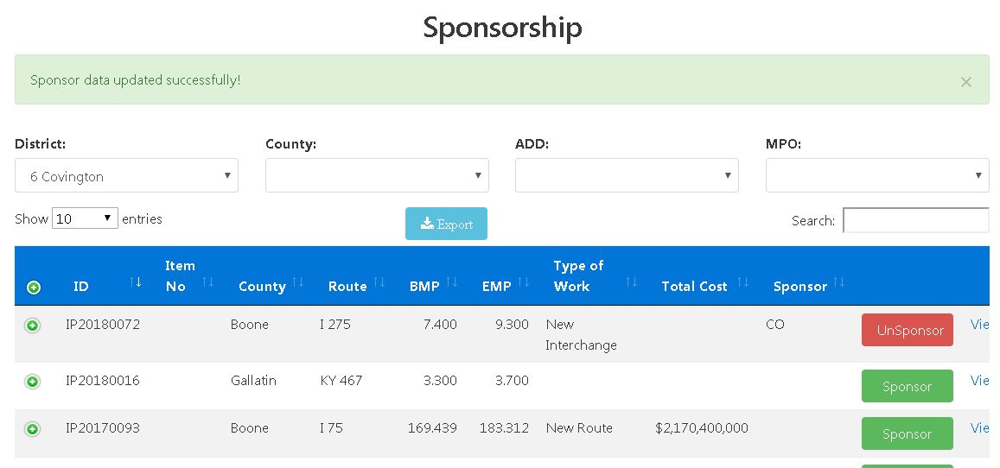 Sponsorship
Sponsor data updated successfully!
×
District: County: ADD: MPO:
6 Covington
Show 10 entries Export Search:
Item Type of
ID No County Route BMP EMP Work Total Cost Sponsor
IP20180072 Boone I 275 7.400 9.300 New CO UnSponsor Vie
Interchange
IP20180016 Gallatin KY 467 3.300 3.700 Sponsor Vie
IP20170093 Boone I 75 169.439 183.312 New Route $2,170,400,000 Sponsor Vie